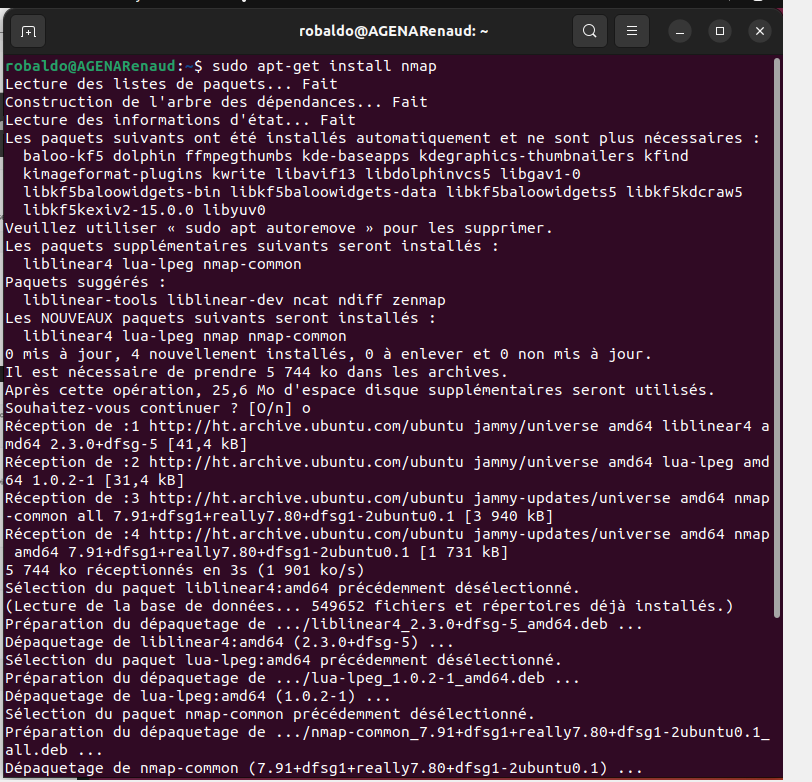 robaldo@AGENARenaud: ~
robaldo@AGENARenaud:~$ sudo apt-get install nmap
Lecture des listes de paquets... Fait
Construction de l'arbre des dépendances... Fait
Lecture des informations d'état... Fait
Les paquets suivants ont été installés automatiquement et ne sont plus nécessaires :
  baloo-kf5 dolphin ffmpegthumbs kde-baseapps kdegraphics-thumbnailers kfind
  kimageformat-plugins kwrite libavif13 libdolphinvcs5 libgav1-0
  libkf5baloowidgets-bin libkf5baloowidgets-data libkf5baloowidgets5 libkf5kdcraw5
  libkf5kexiv2-15.0.0 libyuv0
Veuillez utiliser « sudo apt autoremove » pour les supprimer.
Les paquets supplémentaires suivants seront installés :
  liblinear4 lua-lpeg nmap-common
Paquets suggérés :
  liblinear-tools liblinear-dev ncat ndiff zenmap
Les NOUVEAUX paquets suivants seront installés :
  liblinear4 lua-lpeg nmap nmap-common
0 mis à jour, 4 nouvellement installés, 0 à enlever et 0 non mis à jour.
Il est nécessaire de prendre 5 744 ko dans les archives.
Après cette opération, 25,6 Mo d'espace disque supplémentaires seront utilisés.
Souhaitez-vous continuer ? [O/n] o
Réception de :1 http://ht.archive.ubuntu.com/ubuntu jammy/universe amd64 liblinear4 a
md64 2.3.0+dfsg-5 [41,4 kB]
Réception de :2 http://ht.archive.ubuntu.com/ubuntu jammy/universe amd64 lua-lpeg amd
64 1.0.2-1 [31,4 kB]
Réception de :3 http://ht.archive.ubuntu.com/ubuntu jammy-updates/universe amd64 nmap
-common all 7.91+dfsg1+really7.80+dfsg1-2ubuntu0.1 [3 940 kB]
Réception de :4 http://ht.archive.ubuntu.com/ubuntu jammy-updates/universe amd64 nmap
 amd64 7.91+dfsg1+really7.80+dfsg1-2ubuntu0.1 [1 731 kB]
5 744 ko réceptionnés en 3s (1 901 ko/s)
Sélection du paquet liblinear4:amd64 précédemment désélectionné.
(Lecture de la base de données... 549652 fichiers et répertoires déjà installés.)
Préparation du dépaquetage de .../liblinear4_2.3.0+dfsg-5_amd64.deb ...
Dépaquetage de liblinear4:amd64 (2.3.0+dfsg-5) ...
Sélection du paquet lua-lpeg:amd64 précédemment désélectionné.
Préparation du dépaquetage de .../lua-lpeg_1.0.2-1_amd64.deb ...
Dépaquetage de lua-lpeg:amd64 (1.0.2-1) ...
Sélection du paquet nmap-common précédemment désélectionné.
Préparation du dépaquetage de .../nmap-common_7.91+dfsg1+really7.80+dfsg1-2ubuntu0.1_
all.deb ...
Dépaquetage de nmap-common (7.91+dfsg1+really7.80+dfsg1-2ubuntu0.1) ...